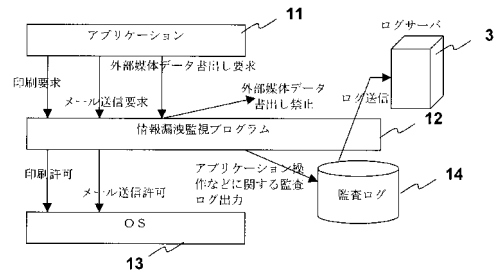 11
アプリケーション
ログサーバ
3
印刷要求
メール送信要求
外部媒体データ書出し要求
外部媒体データ
書出し禁止
ログ送信
情報漏洩監視プログラム
12
印刷許可
メール送信許可
アプリケーション操
作などに関する監査
ログ出力
監査ログ
14
ＯＳ
13